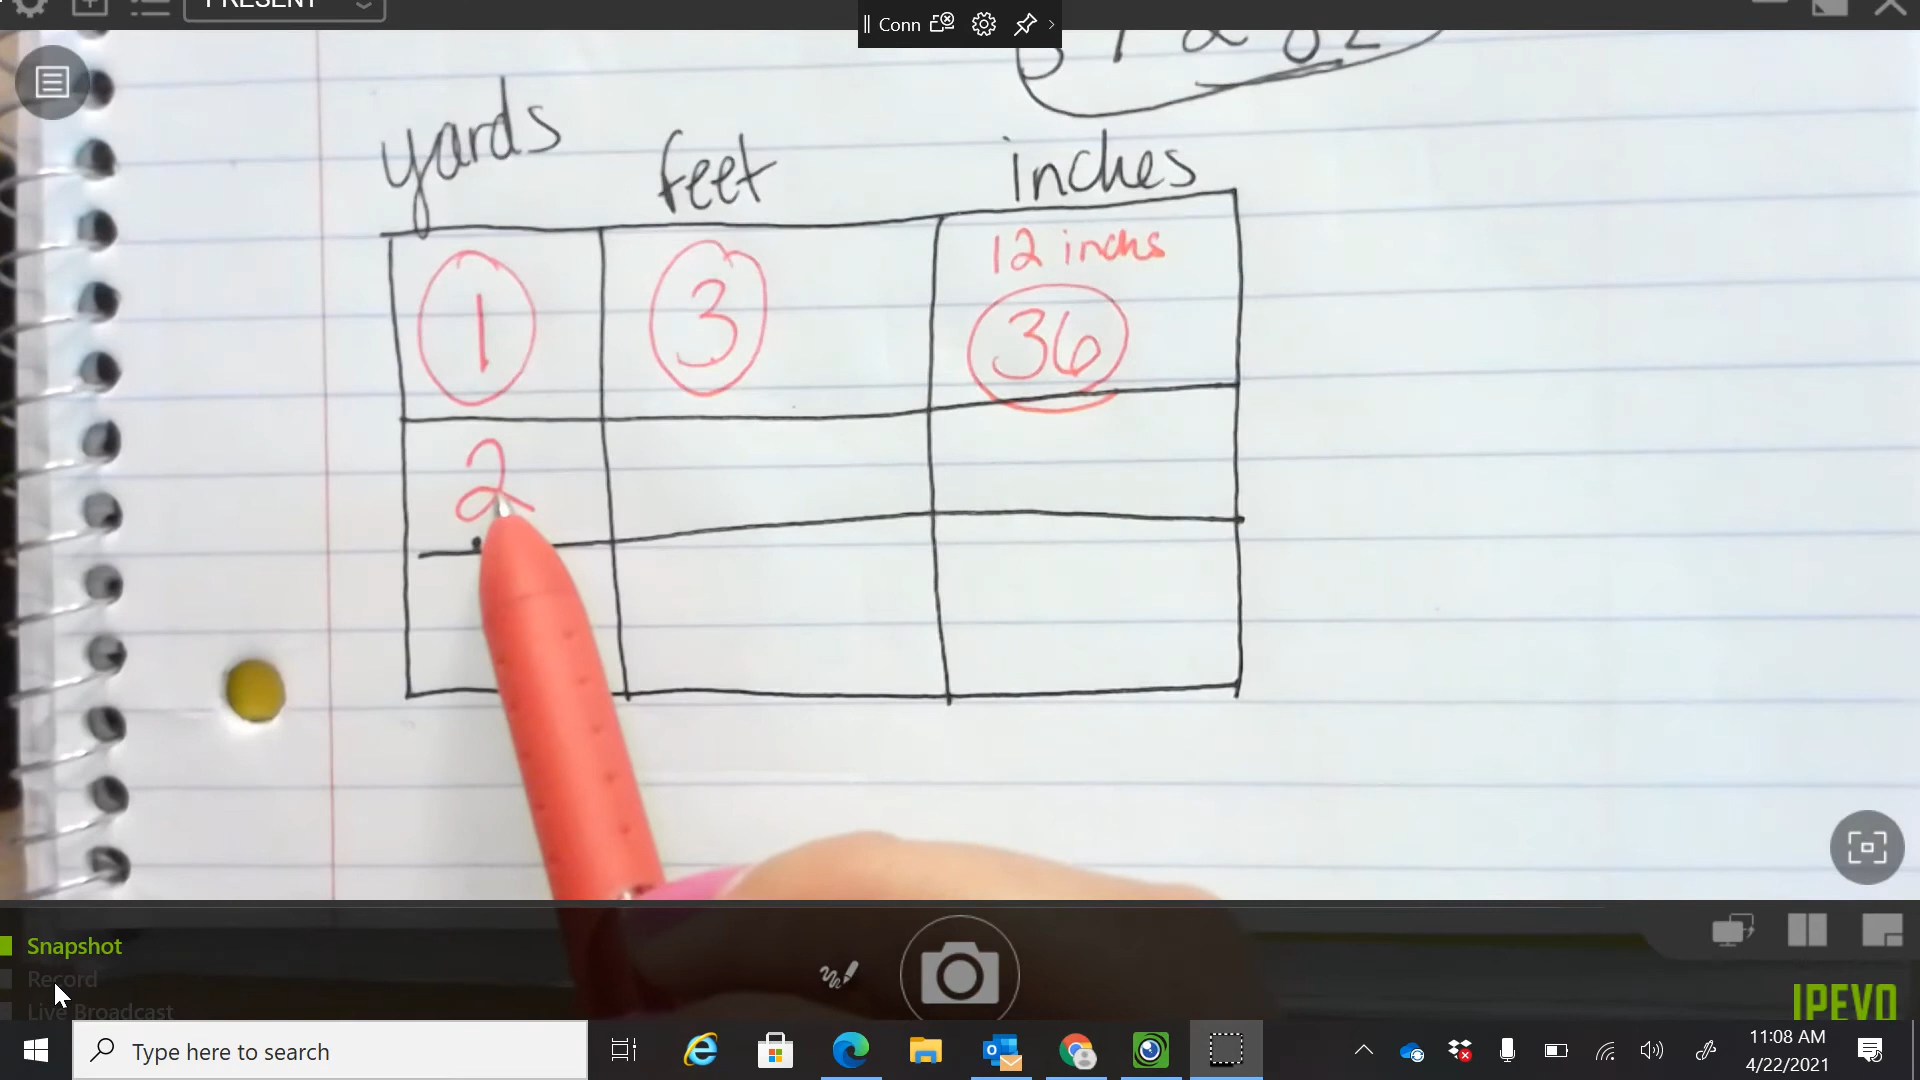 PRESENT
Conn
yards feet inches
12 inchs
1 3 36
2
Snapshot
Record
Live Broadcast
IPEVO
Type here to search
11:08 AM
4/22/2021